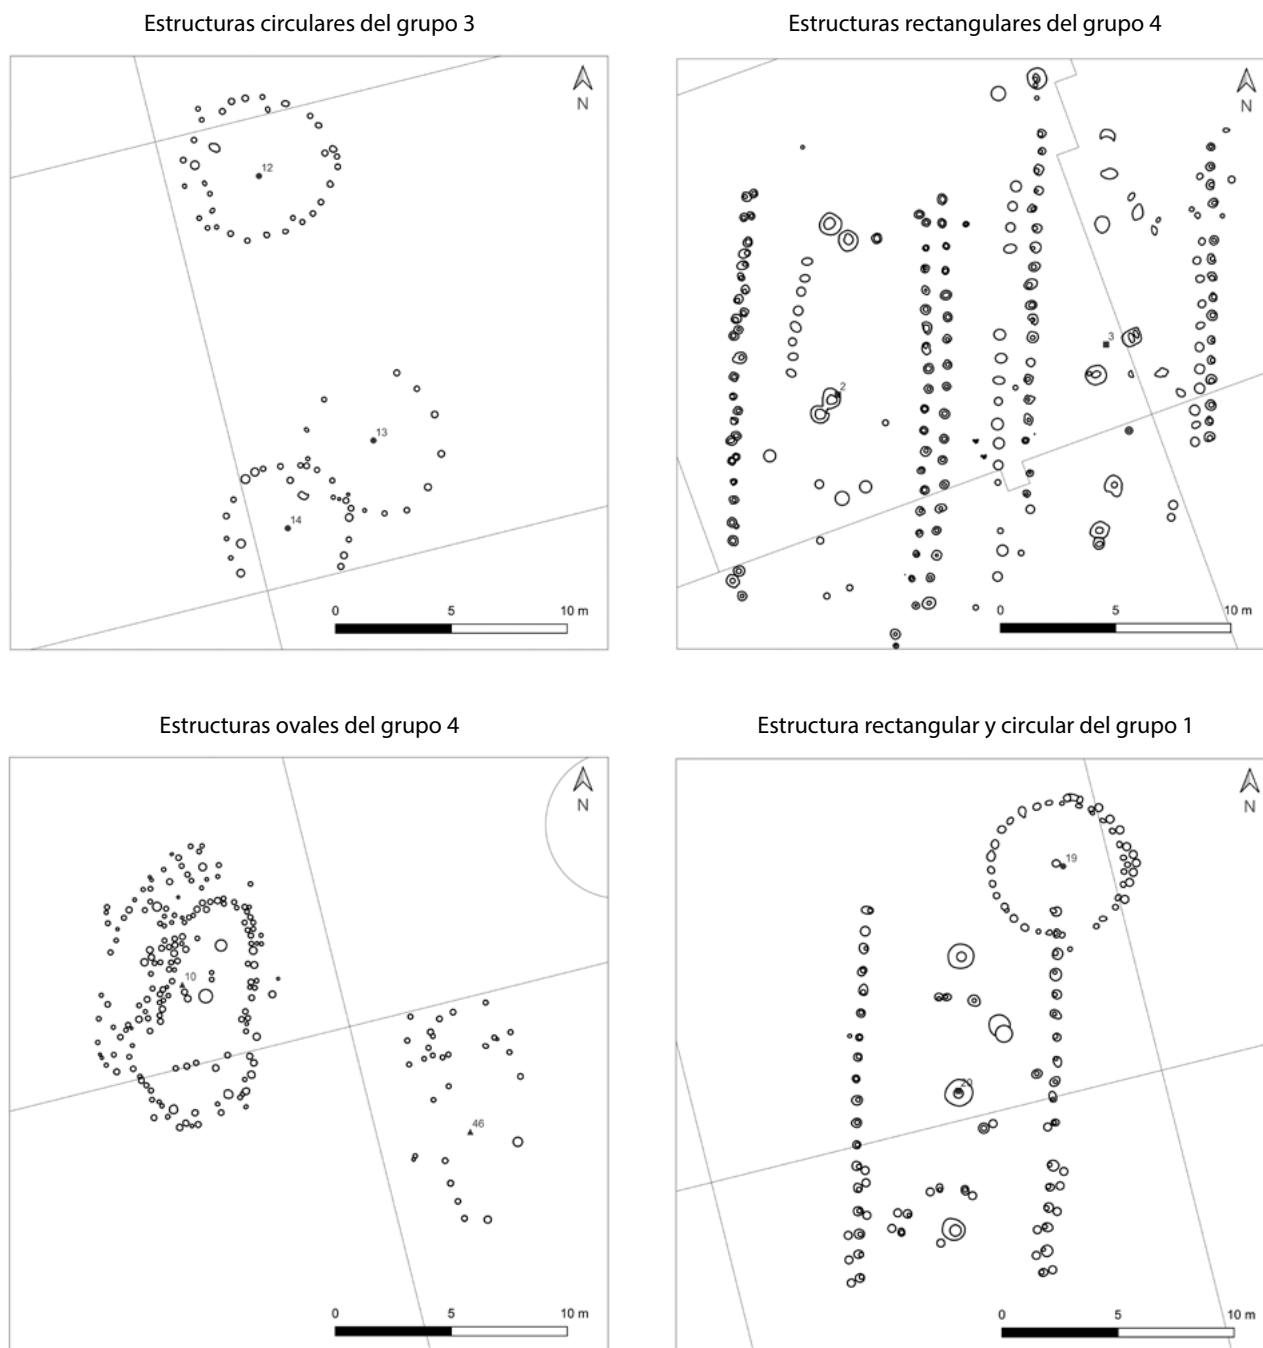 Estructuras circulares del grupo 3
N
12
13
14
0 5 10 m
Estructuras rectangulares del grupo 4
N
3
2
0 5 10 m
Estructuras ovales del grupo 4
N
10
46
0 5 10 m
Estructura rectangular y circular del grupo 1
N
19
20
0 5 10 m